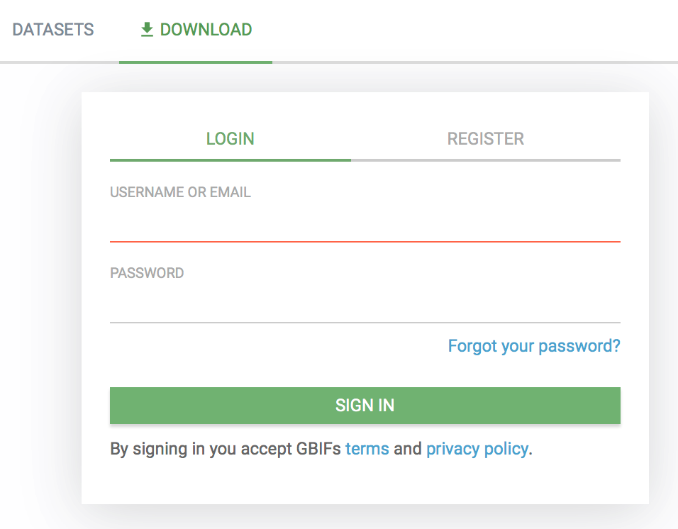 DATASETS DOWNLOAD
LOGIN REGISTER
USERNAME OR EMAIL
PASSWORD
Forgot your password?
SIGN IN
By signing in you accept GBIFs terms and privacy policy.